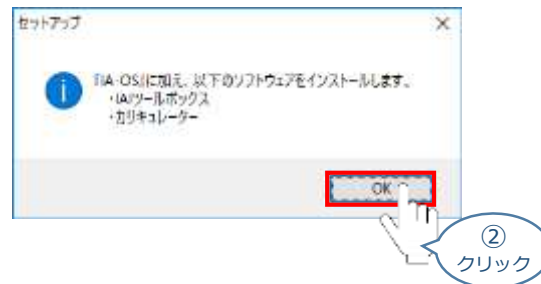 セットアップ
『IA-OS』に加え、以下のソフトウェアをインストールします。
・IAIツールボックス
・カリキュレーター
OK
②
クリック